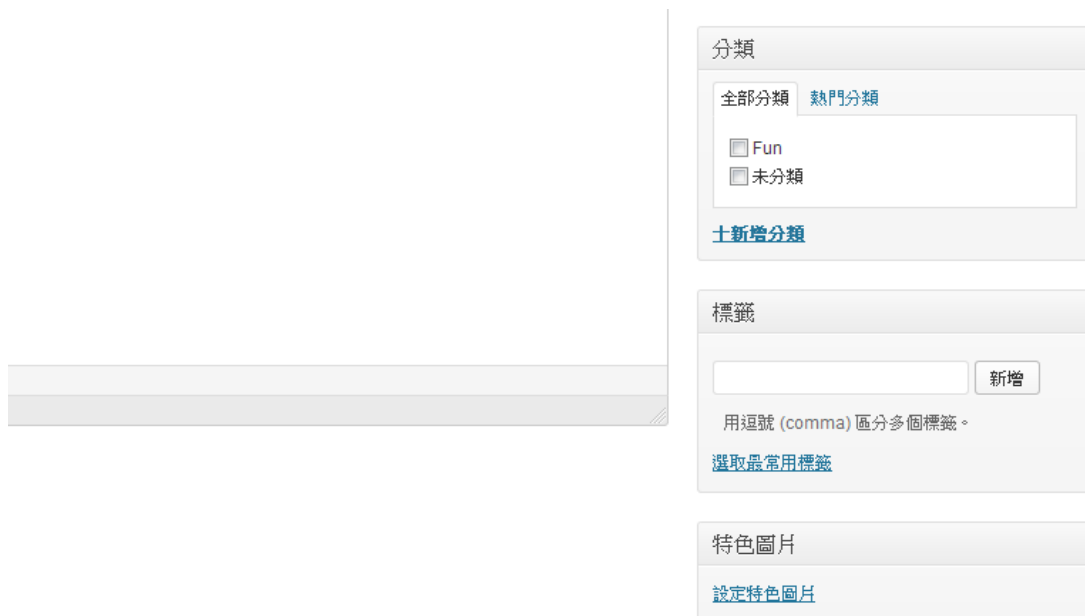 分類
全部分類 熱門分類
Fun
未分類
十新增分類
標籤
新增
用逗號 (comma) 區分多個標籤。
選取最常用標籤
特色圖片
設定特色圖片